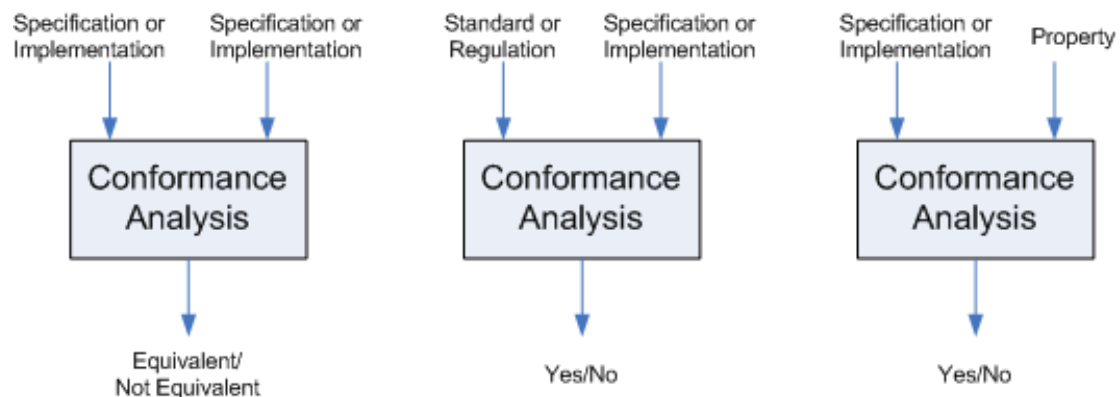 Specification or
Implementation
Specification or
Implementation
Standard or
Regulation
Specification or
Implementation
Specification or
Implementation
Property
Conformance
Analysis
Conformance
Analysis
Conformance
Analysis
Equivalent/
Not Equivalent
Yes/No
Yes/No